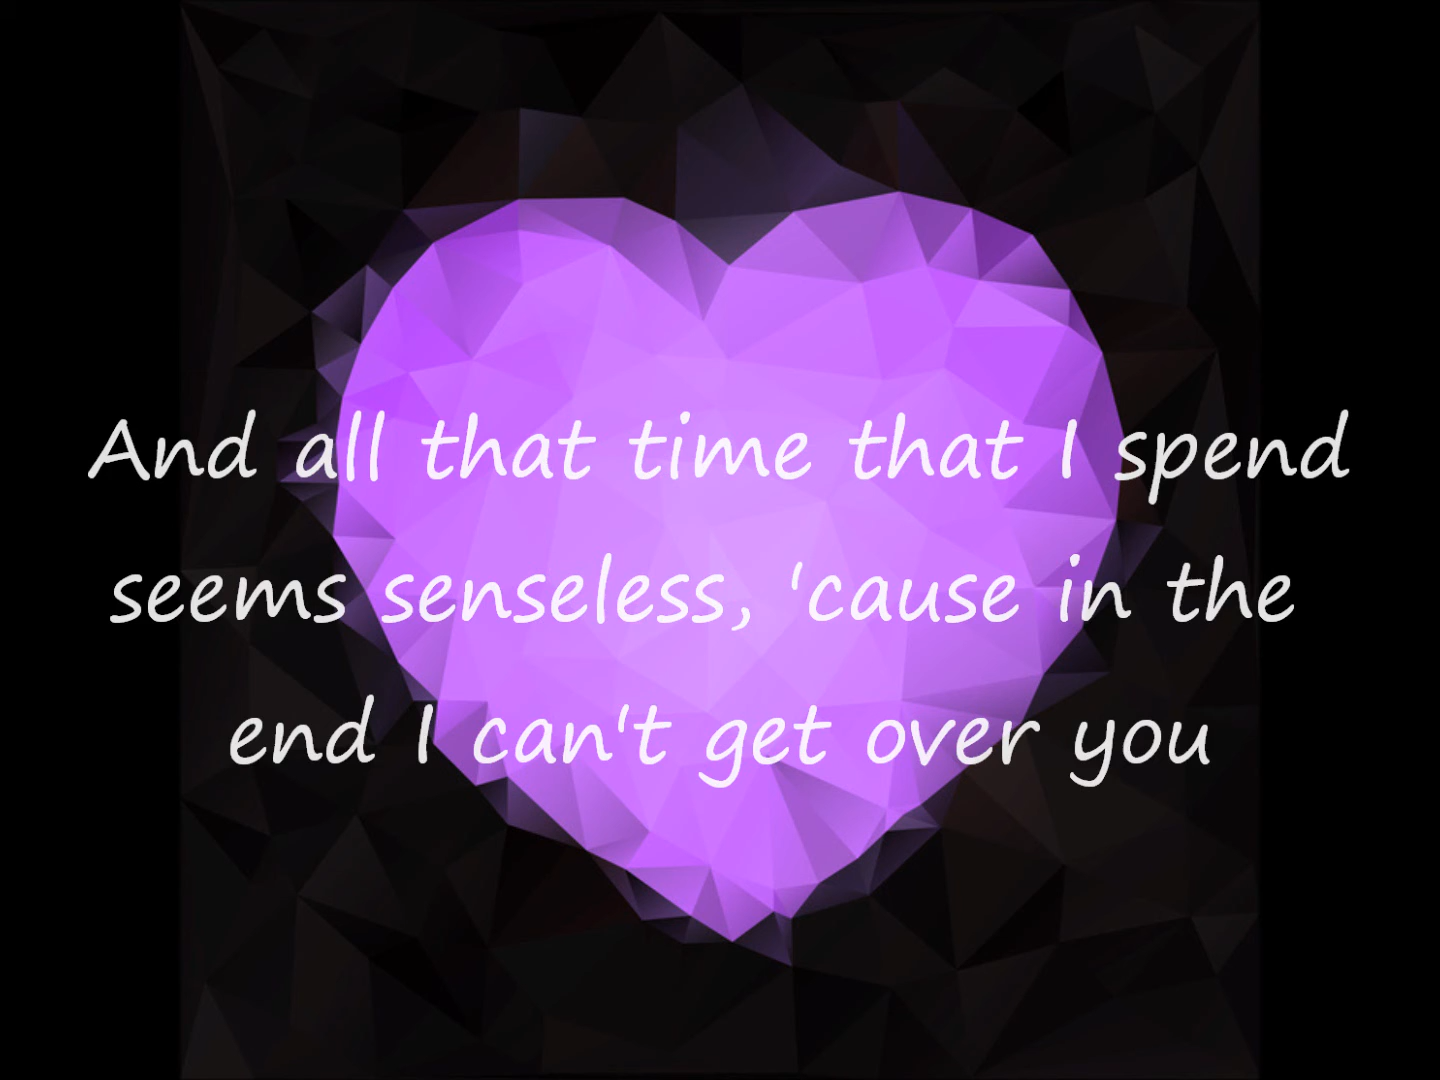 And all that time that I spend
seems senseless, 'cause in the
end I can't get over you